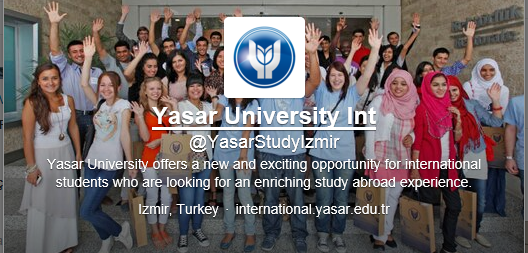 Yasar University Int
@YasarStudyIzmir
Yasar University offers a new and exciting opportunity for international
students who are looking for an enriching study abroad experience.
Izmir, Turkey · international.yasar.edu.tr